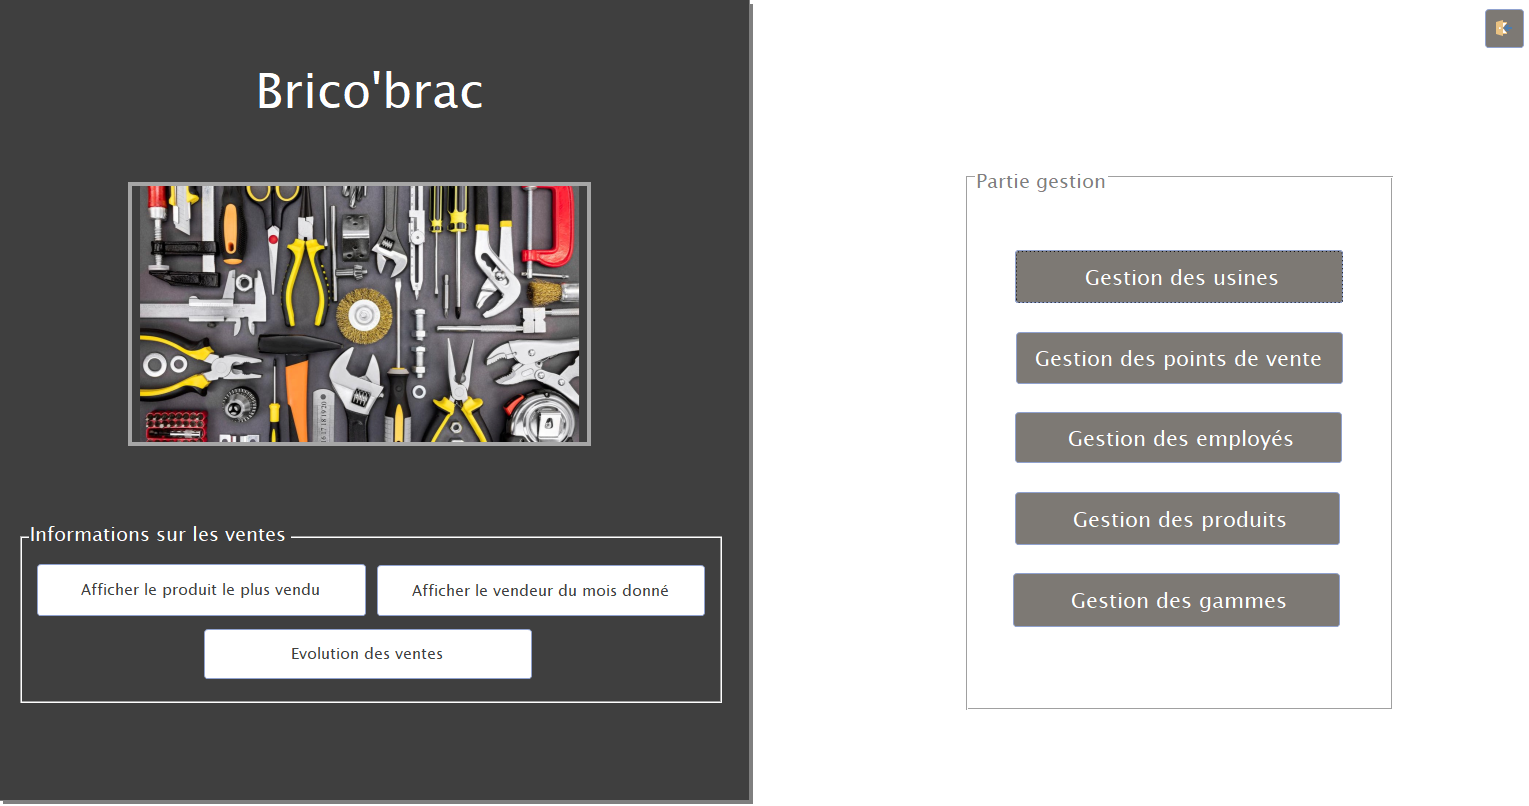 Brico'brac
Informations sur les ventes
Afficher le produit le plus vendu
Afficher le vendeur du mois donné
Evolution des ventes
Partie gestion
Gestion des usines
Gestion des points de vente
Gestion des employés
Gestion des produits
Gestion des gammes